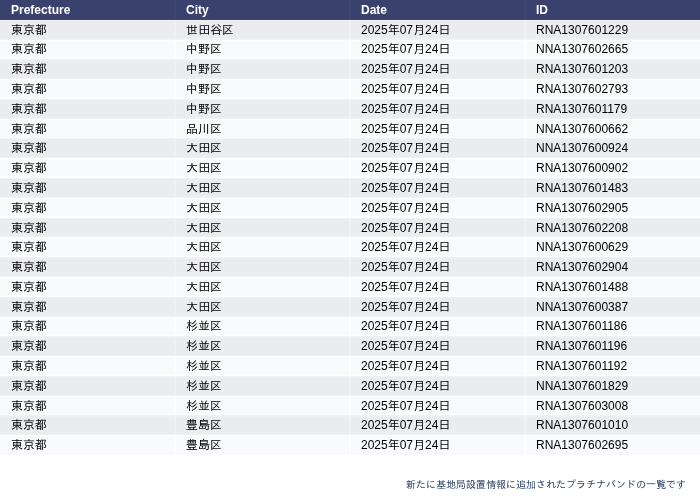 Prefecture City Date ID
東京都 世田谷区 2025年07月24日 RNA1307601229
東京都 中野区 2025年07月24日 NNA1307602665
東京都 中野区 2025年07月24日 RNA1307601203
東京都 中野区 2025年07月24日 RNA1307602793
東京都 中野区 2025年07月24日 RNA1307601179
東京都 品川区 2025年07月24日 NNA1307600662
東京都 大田区 2025年07月24日 NNA1307600924
東京都 大田区 2025年07月24日 RNA1307600902
東京都 大田区 2025年07月24日 RNA1307601483
東京都 大田区 2025年07月24日 RNA1307602905
東京都 大田区 2025年07月24日 RNA1307602208
東京都 大田区 2025年07月24日 NNA1307600629
東京都 大田区 2025年07月24日 RNA1307602904
東京都 大田区 2025年07月24日 RNA1307601488
東京都 大田区 2025年07月24日 NNA1307600387
東京都 杉並区 2025年07月24日 RNA1307601186
東京都 杉並区 2025年07月24日 RNA1307601196
東京都 杉並区 2025年07月24日 RNA1307601192
東京都 杉並区 2025年07月24日 NNA1307601829
東京都 杉並区 2025年07月24日 RNA1307603008
東京都 豊島区 2025年07月24日 RNA1307601010
東京都 豊島区 2025年07月24日 RNA1307602695
新たに基地局設置情報に追加されたプラチナバンドの一覧です